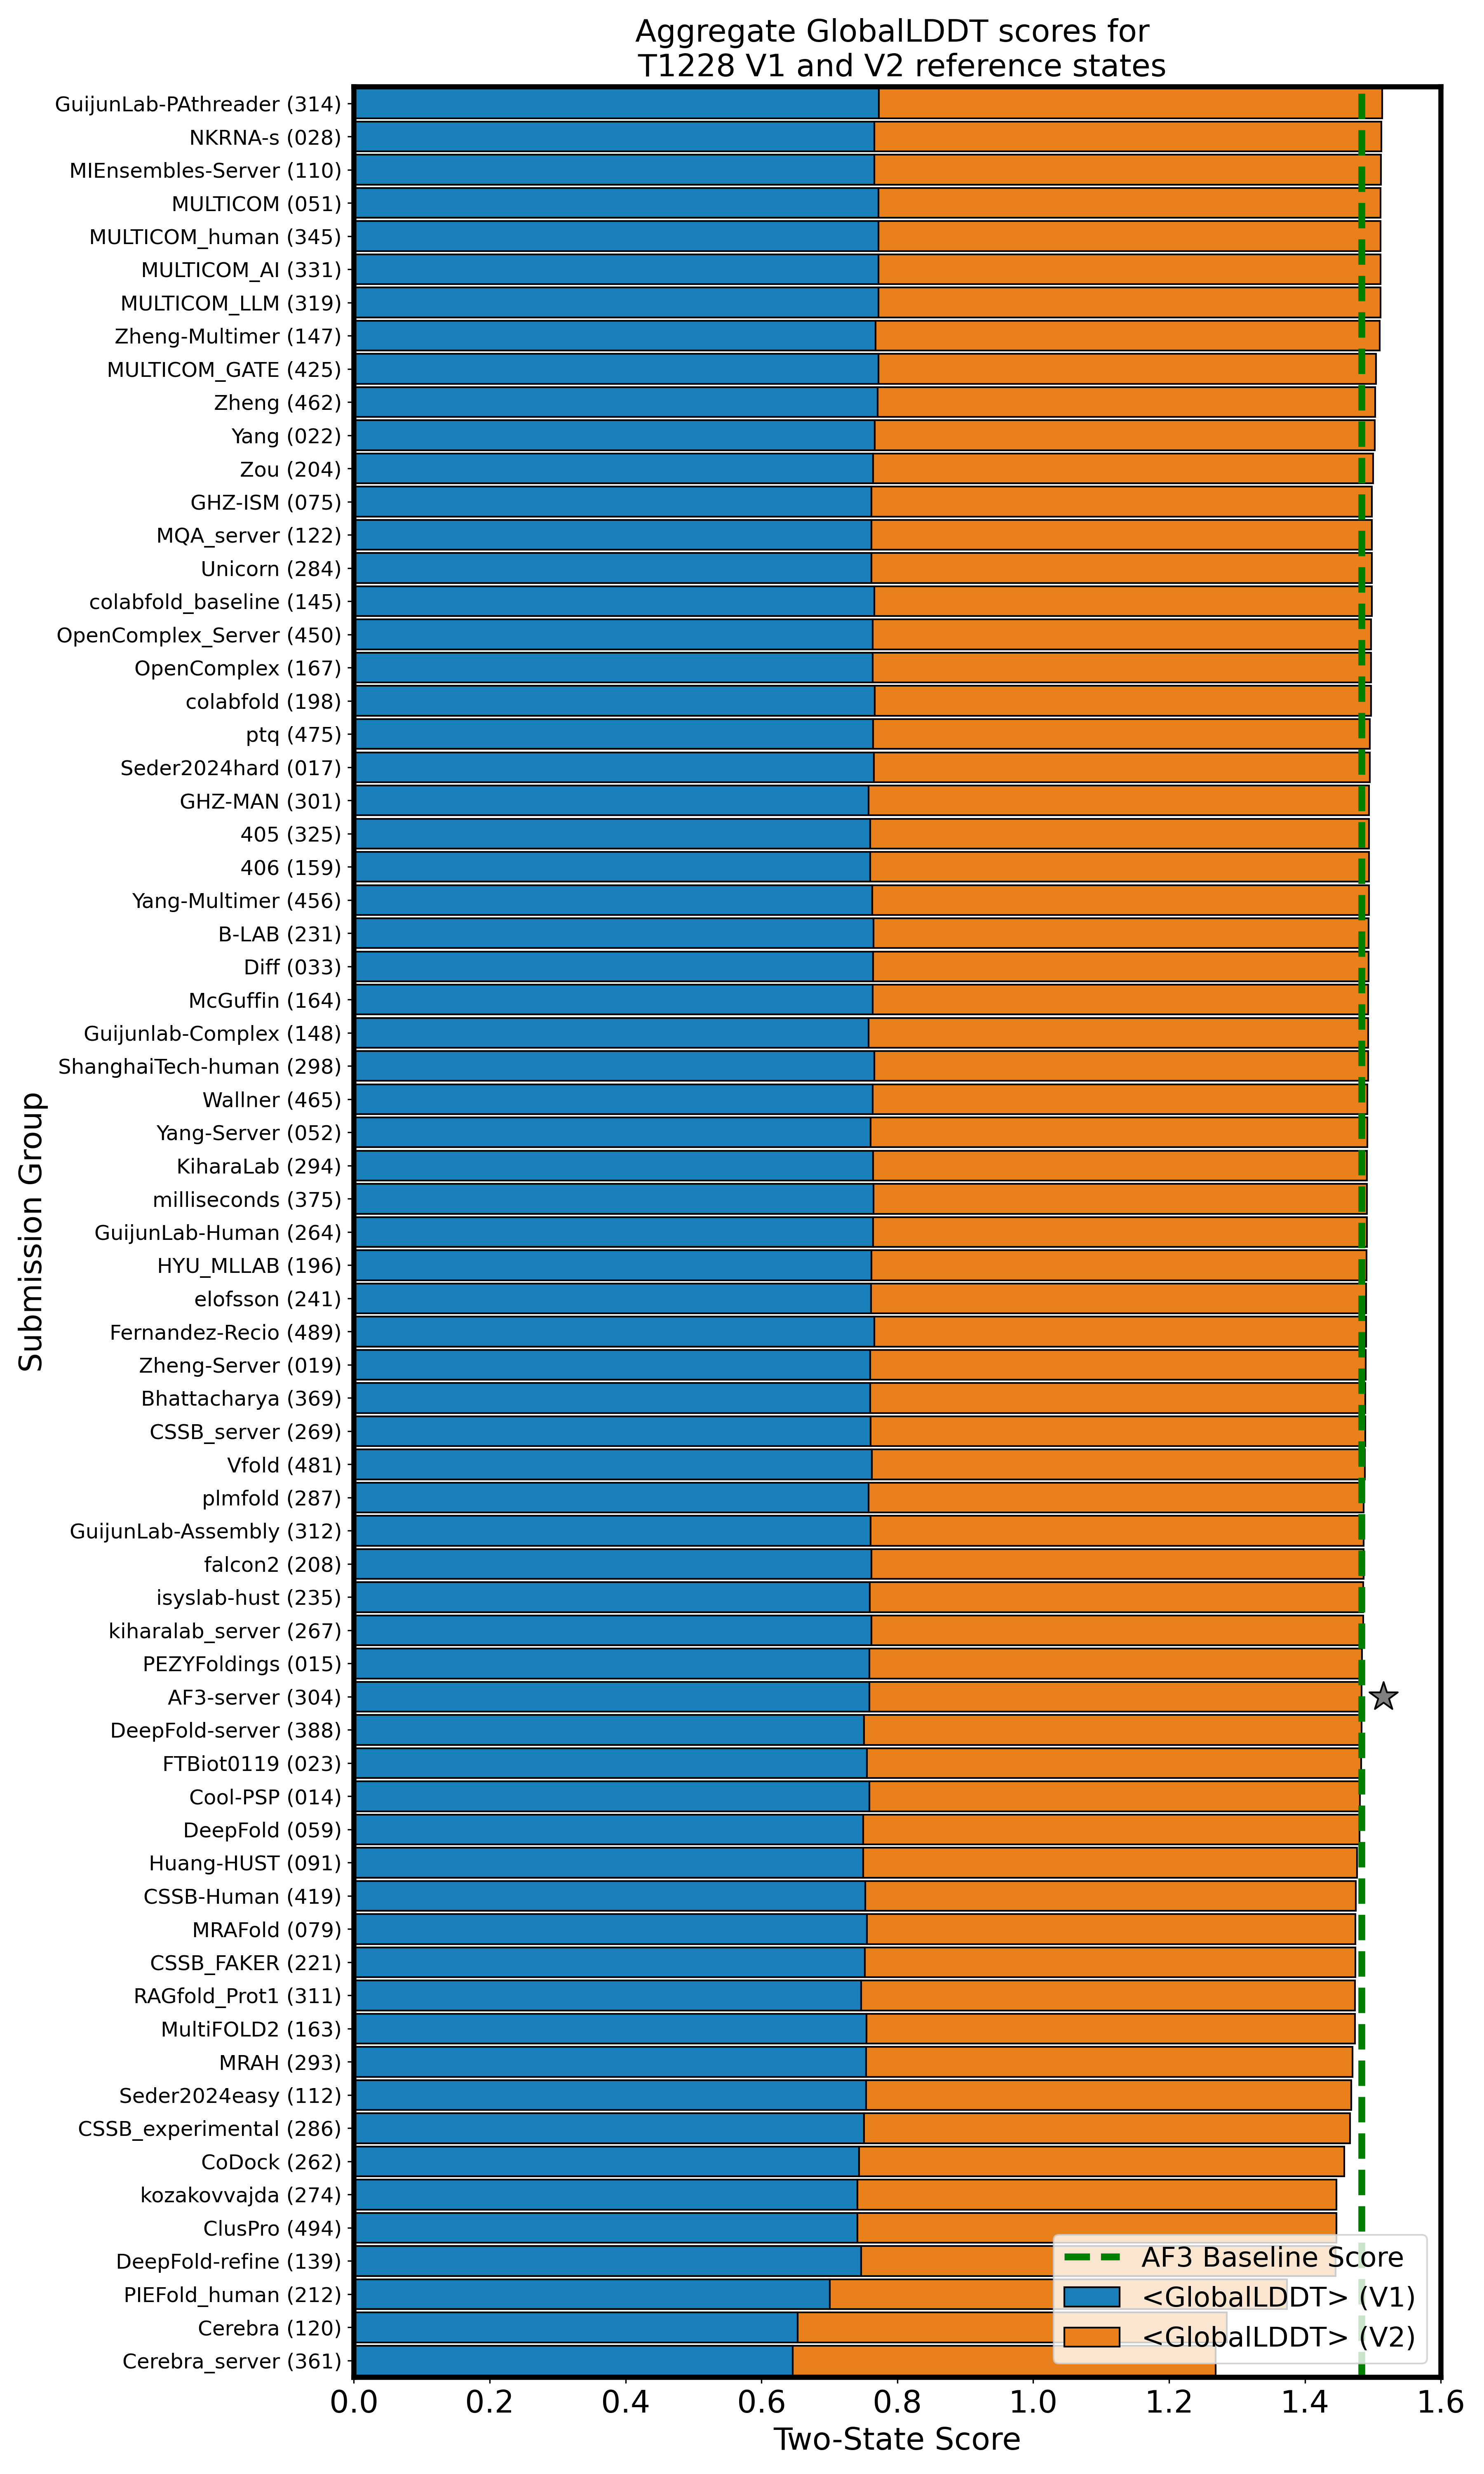 Aggregate GlobalLDDT scores for
T1228 V1 and V2 reference states
GuijunLab-PAthreader (314)
NKRNA-s (028)
MIEnsembles-Server (110)
MULTICOM (051)
MULTICOM_human (345)
MULTICOM_AI (331)
MULTICOM_LLM (319)
Zheng-Multimer (147)
MULTICOM_GATE (425)
Zheng (462)
Yang (022)
Zou (204)
GHZ-ISM (075)
MQA_server (122)
Unicorn (284)
colabfold_baseline (145)
OpenComplex_Server (450)
OpenComplex (167)
colabfold (198)
ptq (475)
Seder2024hard (017)
GHZ-MAN (301)
405 (325)
406 (159)
Yang-Multimer (456)
B-LAB (231)
Diff (033)
McGuffin (164)
Guijunlab-Complex (148)
ShanghaiTech-human (298)
Wallner (465)
Yang-Server (052)
KiharaLab (294)
milliseconds (375)
GuijunLab-Human (264)
HYU_MLLAB (196)
elofsson (241)
Fernandez-Recio (489)
Zheng-Server (019)
Bhattacharya (369)
CSSB_server (269)
Vfold (481)
plmfold (287)
GuijunLab-Assembly (312)
falcon2 (208)
isyslab-hust (235)
kiharalab_server (267)
PEZYFoldings (015)
AF3-server (304)
DeepFold-server (388)
FTBiot0119 (023)
Cool-PSP (014)
DeepFold (059)
Huang-HUST (091)
CSSB-Human (419)
MRAFold (079)
CSSB_FAKER (221)
RAGfold_Prot1 (311)
MultiFOLD2 (163)
MRAH (293)
Seder2024easy (112)
CSSB_experimental (286)
CoDock (262)
kozakovvajda (274)
ClusPro (494)
DeepFold-refine (139)
PIEFold_human (212)
Cerebra (120)
Cerebra_server (361)
Submission Group
AF3 Baseline Score
<GlobalLDDT> (V1)
<GlobalLDDT> (V2)
0.0 0.2 0.4 0.6 0.8 1.0 1.2 1.4 1.6
Two-State Score